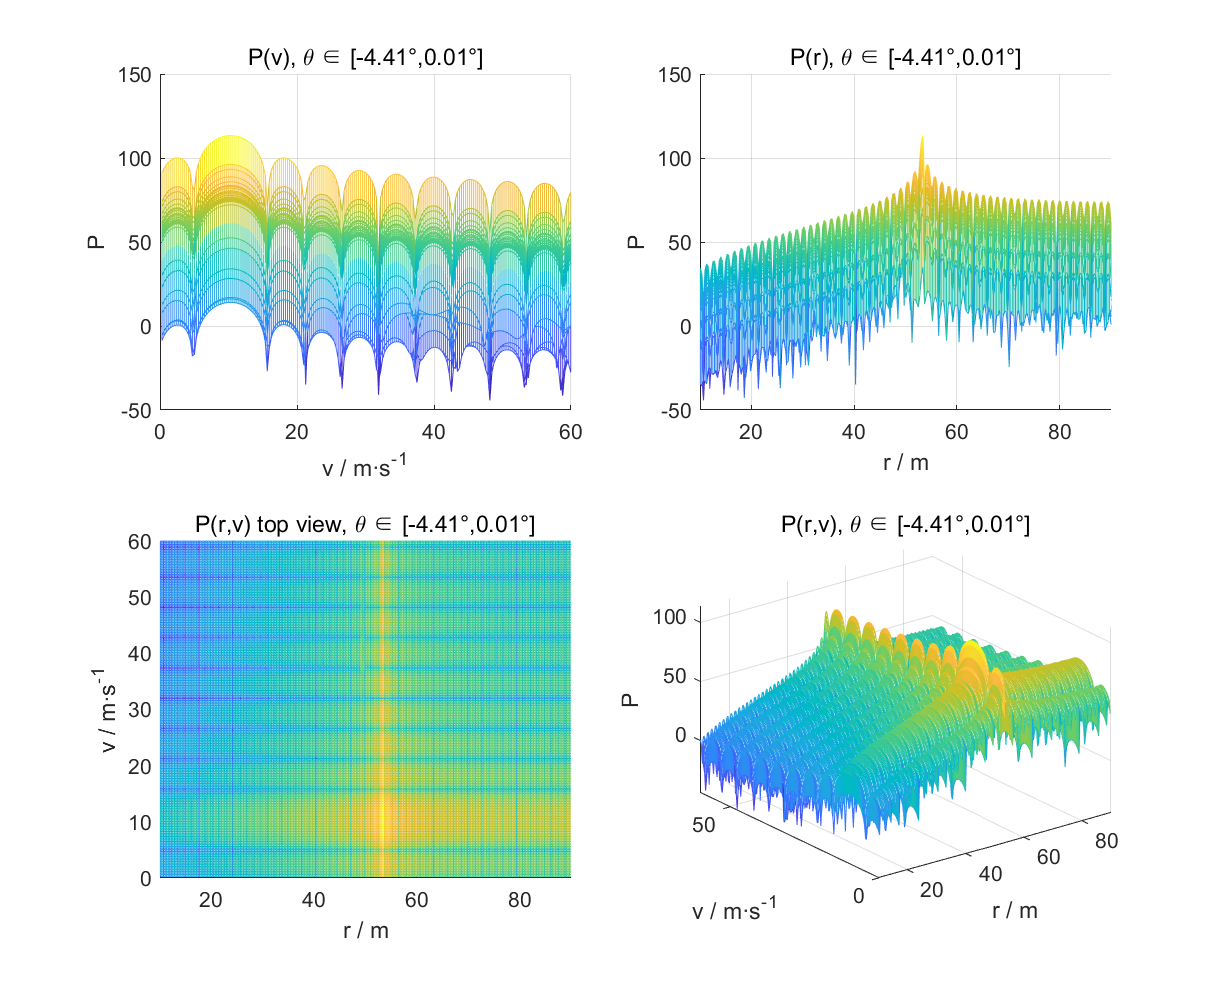 P(v), θ ∈ [-4.41°,0.01°]
150
100
50
0
-50
P
0
20
40
60
v / m·s⁻¹
P(r), θ ∈ [-4.41°,0.01°]
150
100
50
0
-50
P
20
40
60
80
r / m
P(r,v) top view, θ ∈ [-4.41°,0.01°]
60
50
40
30
20
10
0
v / m·s⁻¹
20
40
60
80
r / m
P(r,v), θ ∈ [-4.41°,0.01°]
100
50
0
P
50
0
v / m·s⁻¹
20
40
60
80
r / m